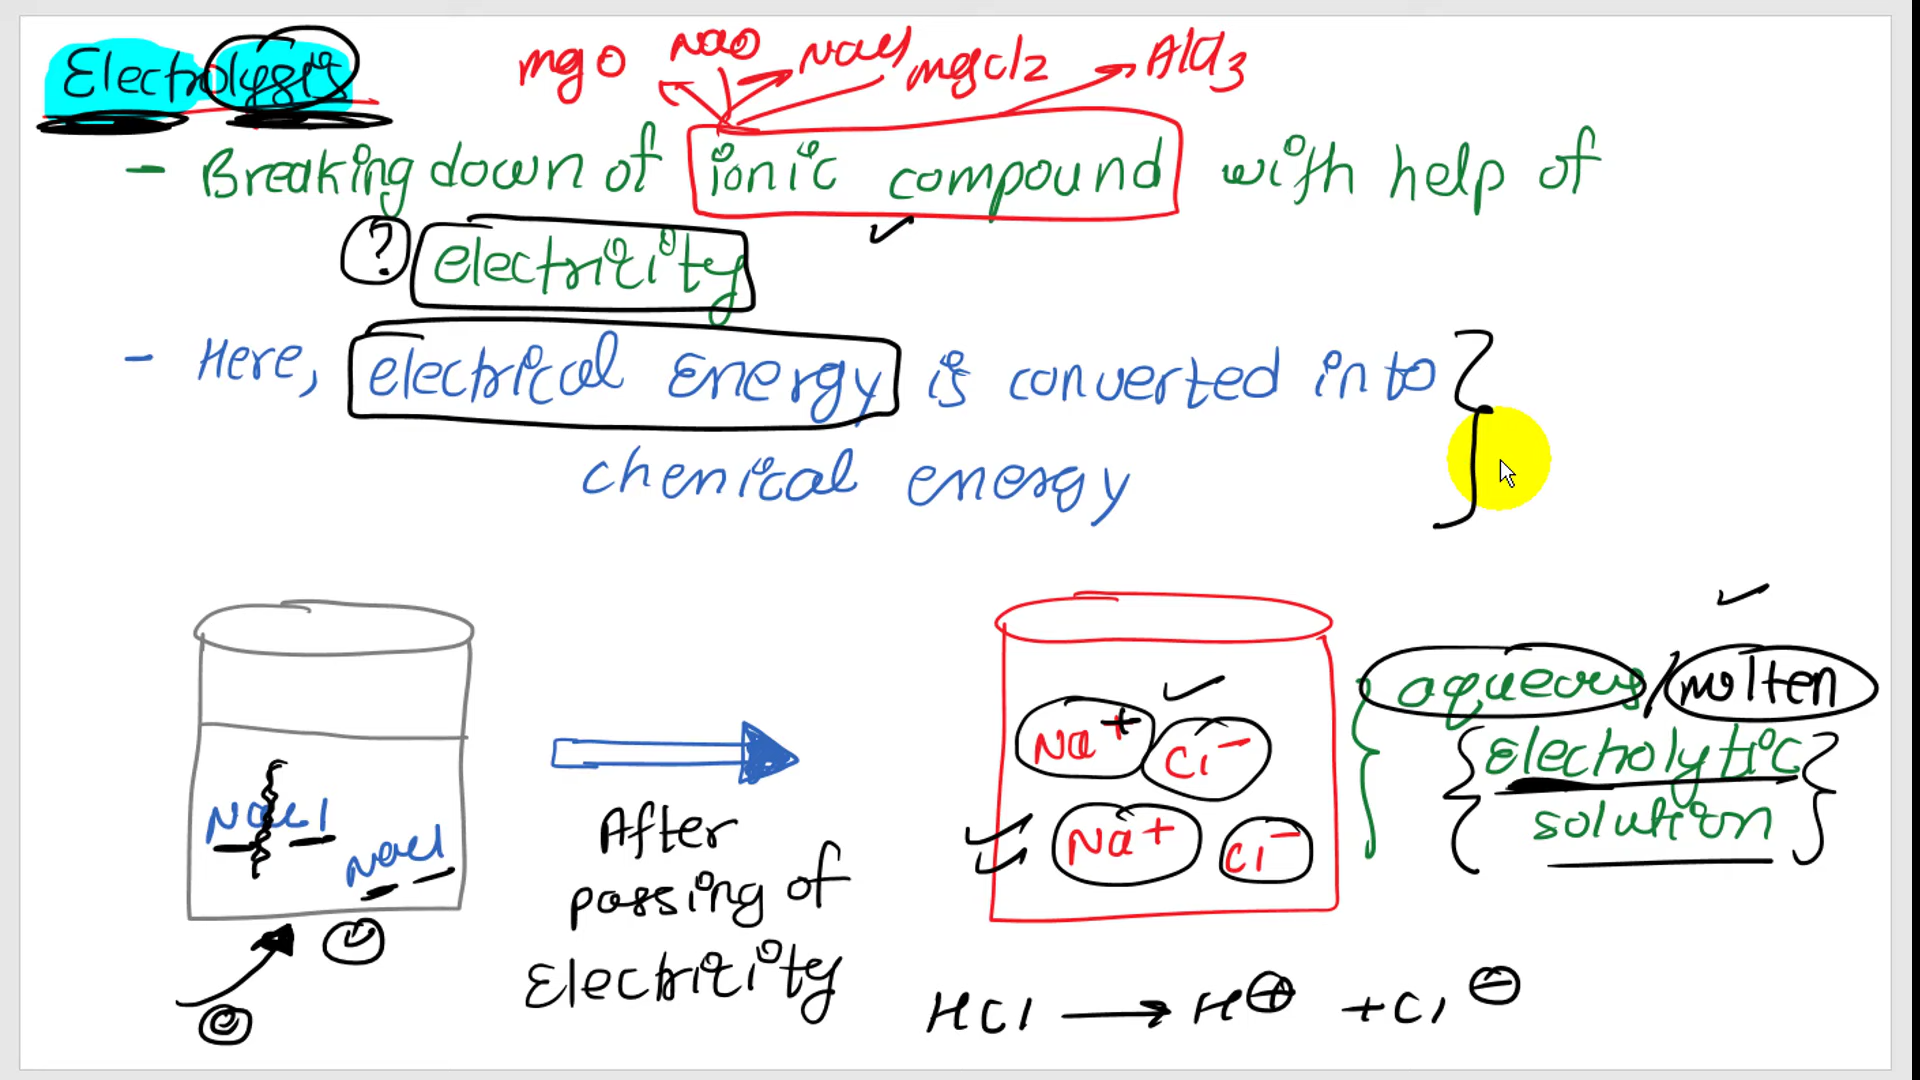 Electrolysis
mgo Nao Nacl mgcl2 Alcl3
- Breaking down of ionic compound with help of
? electricity
- Here, electrical energy is converted into
chemical energy
Nacl
Nacl
After
passing of
Electricity
Na+ Cl-
Na+ Cl-
aqueous / molten
Electrolytic
solution
HCl → H⊕ + Cl ⊖